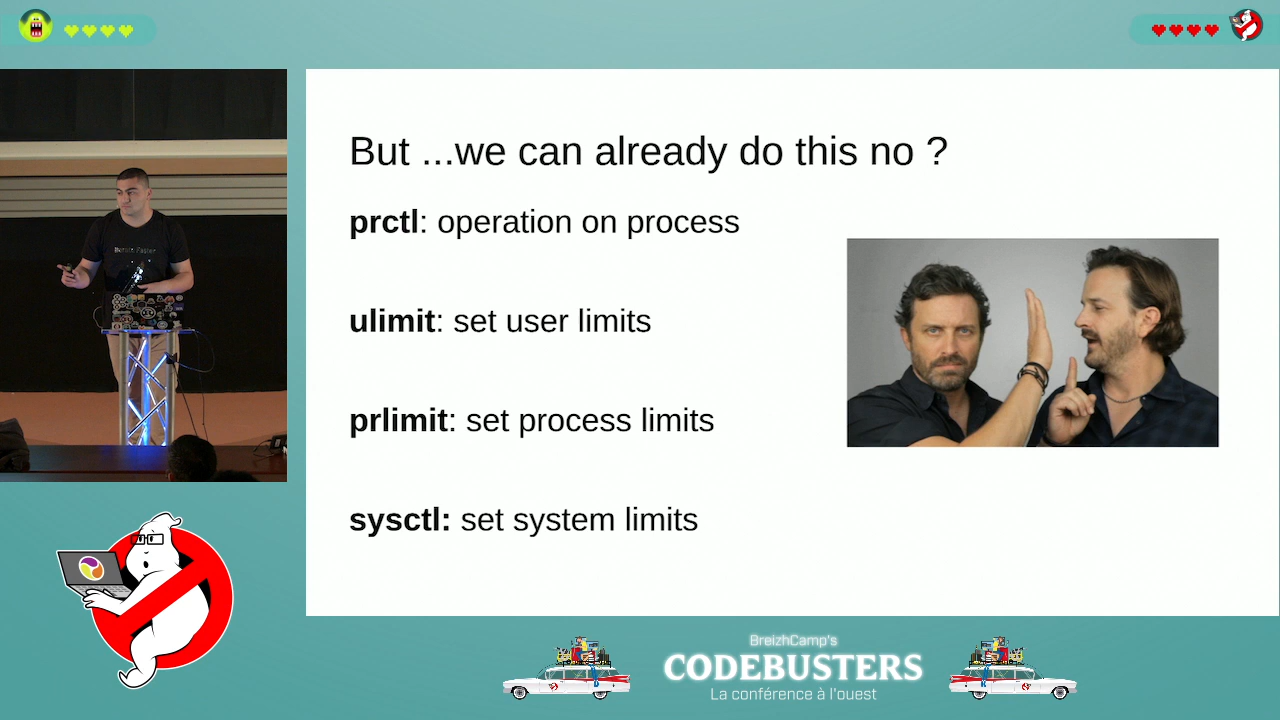 But ...we can already do this no ?
prctl: operation on process
ulimit: set user limits
prlimit: set process limits
sysctl: set system limits
BreizhCamp's
CODEBUSTERS
La conférence à l'ouest